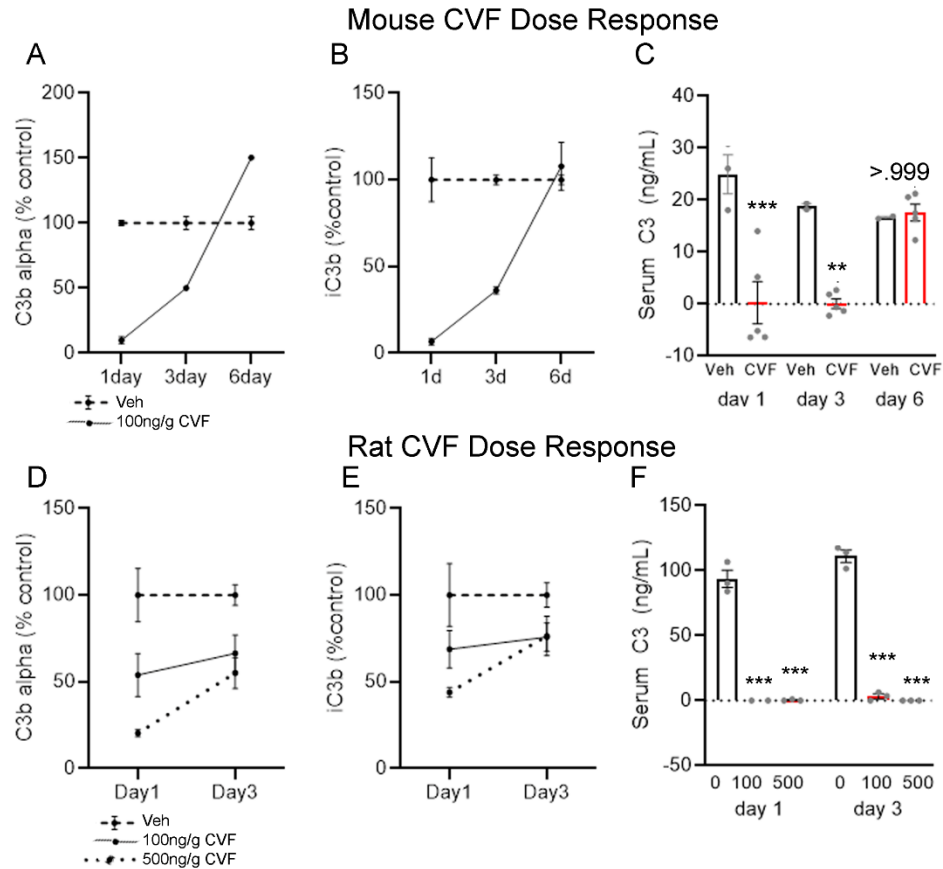 Mouse CVF Dose Response
A
B
C
200
150
100
50
0
C3b alpha (% control)
1day 3day 6day
Veh
100ng/g CVF
150
100
50
0
iC3b (%control)
1d 3d 6d
40
30
20
10
0
-10
Serum C3 (ng/mL)
***
**
>.999
Veh CVF Veh CVF Veh CVF
day 1 day 3 day 6
Rat CVF Dose Response
D
E
F
150
100
50
0
C3b alpha (% control)
Day1 Day3
Veh
100ng/g CVF
500ng/g CVF
150
100
50
0
iC3b (%control)
Day1 Day3
150
100
50
0
-50
Serum C3 (ng/mL)
*** *** *** ***
0 100 500 0 100 500
day 1 day 3